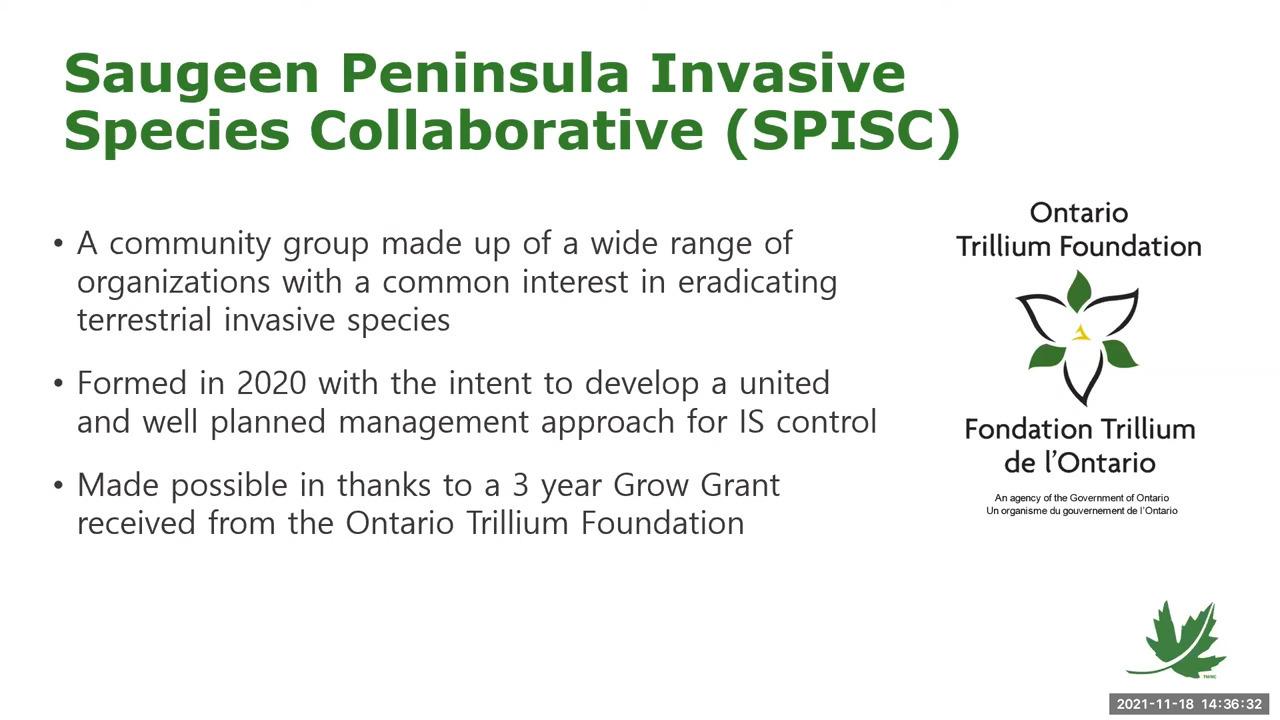 Saugeen Peninsula Invasive
Species Collaborative (SPISC)
• A community group made up of a wide range of
organizations with a common interest in eradicating
terrestrial invasive species
• Formed in 2020 with the intent to develop a united
and well planned management approach for IS control
• Made possible in thanks to a 3 year Grow Grant
received from the Ontario Trillium Foundation
Ontario
Trillium Foundation
Fondation Trillium
de l’Ontario
An agency of the Government of Ontario
Un organisme du gouvernement de l’Ontario
2021-11-18 14:36:32